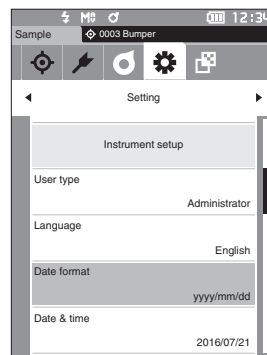 12:34
Sample
0003 Bumper
Setting
Instrument setup
User type
Administrator
Language
English
Date format
yyyy/mm/dd
Date & time
2016/07/21